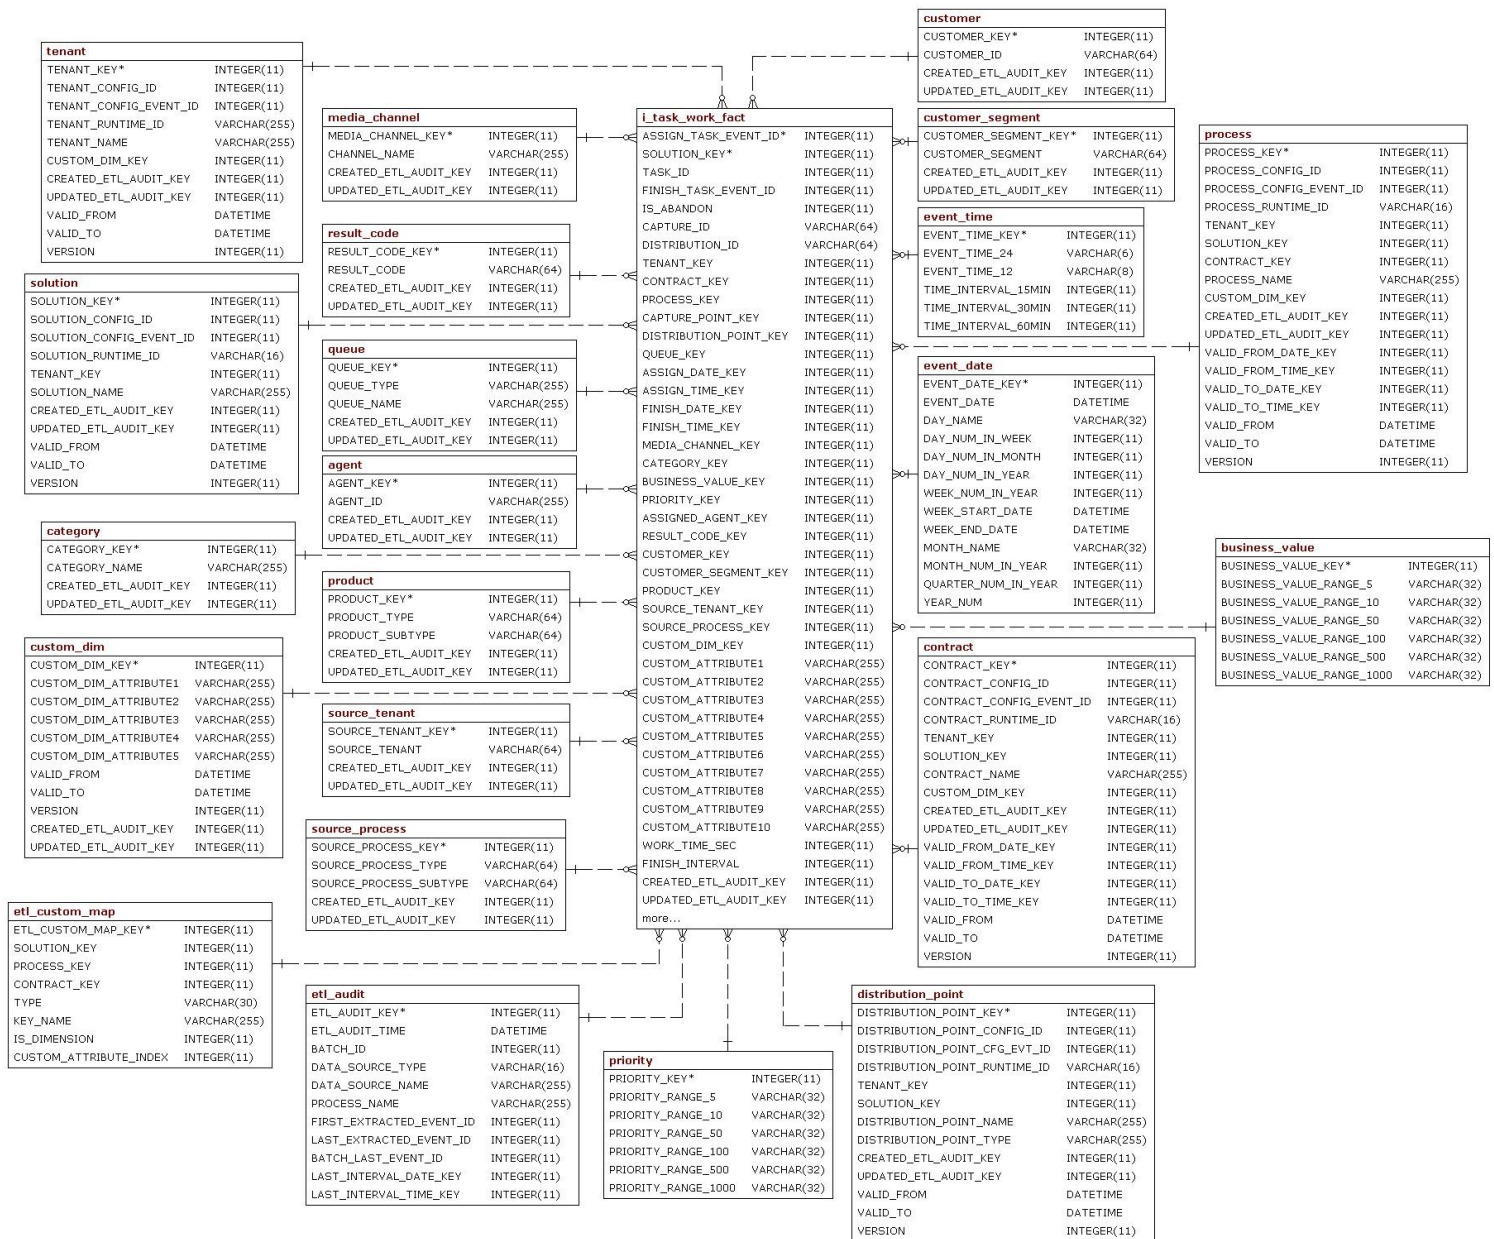 tenant
TENANT_KEY* INTEGER(11)
TENANT_CONFIG_ID INTEGER(11)
TENANT_CONFIG_EVENT_ID INTEGER(11)
TENANT_RUNTIME_ID VARCHAR(255)
TENANT_NAME VARCHAR(255)
CUSTOM_DIM_KEY INTEGER(11)
CREATED_ETL_AUDIT_KEY INTEGER(11)
UPDATED_ETL_AUDIT_KEY INTEGER(11)
VALID_FROM DATETIME
VALID_TO DATETIME
VERSION INTEGER(11)
solution
SOLUTION_KEY* INTEGER(11)
SOLUTION_CONFIG_ID INTEGER(11)
SOLUTION_CONFIG_EVENT_ID INTEGER(11)
SOLUTION_RUNTIME_ID VARCHAR(16)
TENANT_KEY INTEGER(11)
SOLUTION_NAME VARCHAR(255)
CREATED_ETL_AUDIT_KEY INTEGER(11)
UPDATED_ETL_AUDIT_KEY INTEGER(11)
VALID_FROM DATETIME
VALID_TO DATETIME
VERSION INTEGER(11)
category
CATEGORY_KEY* INTEGER(11)
CATEGORY_NAME VARCHAR(255)
CREATED_ETL_AUDIT_KEY INTEGER(11)
UPDATED_ETL_AUDIT_KEY INTEGER(11)
custom_dim
CUSTOM_DIM_KEY* INTEGER(11)
CUSTOM_DIM_ATTRIBUTE1 VARCHAR(255)
CUSTOM_DIM_ATTRIBUTE2 VARCHAR(255)
CUSTOM_DIM_ATTRIBUTE3 VARCHAR(255)
CUSTOM_DIM_ATTRIBUTE4 VARCHAR(255)
CUSTOM_DIM_ATTRIBUTE5 VARCHAR(255)
VALID_FROM DATETIME
VALID_TO DATETIME
VERSION INTEGER(11)
CREATED_ETL_AUDIT_KEY INTEGER(11)
UPDATED_ETL_AUDIT_KEY INTEGER(11)
etl_custom_map
ETL_CUSTOM_MAP_KEY* INTEGER(11)
SOLUTION_KEY INTEGER(11)
PROCESS_KEY INTEGER(11)
CONTRACT_KEY INTEGER(11)
TYPE VARCHAR(30)
KEY_NAME VARCHAR(255)
IS_DIMENSION INTEGER(11)
CUSTOM_ATTRIBUTE_INDEX INTEGER(11)
media_channel
MEDIA_CHANNEL_KEY* INTEGER(11)
CHANNEL_NAME VARCHAR(255)
CREATED_ETL_AUDIT_KEY INTEGER(11)
UPDATED_ETL_AUDIT_KEY INTEGER(11)
result_code
RESULT_CODE_KEY* INTEGER(11)
RESULT_CODE VARCHAR(64)
CREATED_ETL_AUDIT_KEY INTEGER(11)
UPDATED_ETL_AUDIT_KEY INTEGER(11)
queue
QUEUE_KEY* INTEGER(11)
QUEUE_TYPE VARCHAR(255)
QUEUE_NAME VARCHAR(255)
CREATED_ETL_AUDIT_KEY INTEGER(11)
UPDATED_ETL_AUDIT_KEY INTEGER(11)
agent
AGENT_KEY* INTEGER(11)
AGENT_ID VARCHAR(255)
CREATED_ETL_AUDIT_KEY INTEGER(11)
UPDATED_ETL_AUDIT_KEY INTEGER(11)
product
PRODUCT_KEY* INTEGER(11)
PRODUCT_TYPE VARCHAR(64)
PRODUCT_SUBTYPE VARCHAR(64)
CREATED_ETL_AUDIT_KEY INTEGER(11)
UPDATED_ETL_AUDIT_KEY INTEGER(11)
source_tenant
SOURCE_TENANT_KEY* INTEGER(11)
SOURCE_TENANT VARCHAR(64)
CREATED_ETL_AUDIT_KEY INTEGER(11)
UPDATED_ETL_AUDIT_KEY INTEGER(11)
source_process
SOURCE_PROCESS_KEY* INTEGER(11)
SOURCE_PROCESS_TYPE VARCHAR(64)
SOURCE_PROCESS_SUBTYPE VARCHAR(64)
CREATED_ETL_AUDIT_KEY INTEGER(11)
UPDATED_ETL_AUDIT_KEY INTEGER(11)
etl_audit
ETL_AUDIT_KEY* INTEGER(11)
ETL_AUDIT_TIME DATETIME
BATCH_ID INTEGER(11)
DATA_SOURCE_TYPE VARCHAR(16)
DATA_SOURCE_NAME VARCHAR(255)
PROCESS_NAME VARCHAR(255)
FIRST_EXTRACTED_EVENT_ID INTEGER(11)
LAST_EXTRACTED_EVENT_ID INTEGER(11)
BATCH_LAST_EVENT_ID INTEGER(11)
LAST_INTERVAL_DATE_KEY INTEGER(11)
LAST_INTERVAL_TIME_KEY INTEGER(11)
i_task_work_fact
ASSIGN_TASK_EVENT_ID* INTEGER(11)
SOLUTION_KEY* INTEGER(11)
TASK_ID INTEGER(11)
FINISH_TASK_EVENT_ID INTEGER(11)
IS_ABANDON INTEGER(11)
CAPTURE_ID VARCHAR(64)
DISTRIBUTION_ID VARCHAR(64)
TENANT_KEY INTEGER(11)
CONTRACT_KEY INTEGER(11)
PROCESS_KEY INTEGER(11)
CAPTURE_POINT_KEY INTEGER(11)
DISTRIBUTION_POINT_KEY INTEGER(11)
QUEUE_KEY INTEGER(11)
ASSIGN_DATE_KEY INTEGER(11)
ASSIGN_TIME_KEY INTEGER(11)
FINISH_DATE_KEY INTEGER(11)
FINISH_TIME_KEY INTEGER(11)
MEDIA_CHANNEL_KEY INTEGER(11)
CATEGORY_KEY INTEGER(11)
BUSINESS_VALUE_KEY INTEGER(11)
PRIORITY_KEY INTEGER(11)
ASSIGNED_AGENT_KEY INTEGER(11)
RESULT_CODE_KEY INTEGER(11)
CUSTOMER_KEY INTEGER(11)
CUSTOMER_SEGMENT_KEY INTEGER(11)
PRODUCT_KEY INTEGER(11)
SOURCE_TENANT_KEY INTEGER(11)
SOURCE_PROCESS_KEY INTEGER(11)
CUSTOM_DIM_KEY INTEGER(11)
CUSTOM_ATTRIBUTE1 VARCHAR(255)
CUSTOM_ATTRIBUTE2 VARCHAR(255)
CUSTOM_ATTRIBUTE3 VARCHAR(255)
CUSTOM_ATTRIBUTE4 VARCHAR(255)
CUSTOM_ATTRIBUTE5 VARCHAR(255)
CUSTOM_ATTRIBUTE6 VARCHAR(255)
CUSTOM_ATTRIBUTE7 VARCHAR(255)
CUSTOM_ATTRIBUTE8 VARCHAR(255)
CUSTOM_ATTRIBUTE9 VARCHAR(255)
CUSTOM_ATTRIBUTE10 VARCHAR(255)
WORK_TIME_SEC INTEGER(11)
FINISH_INTERVAL INTEGER(11)
CREATED_ETL_AUDIT_KEY INTEGER(11)
UPDATED_ETL_AUDIT_KEY INTEGER(11)
more...
priority
PRIORITY_KEY* INTEGER(11)
PRIORITY_RANGE_5 VARCHAR(32)
PRIORITY_RANGE_10 VARCHAR(32)
PRIORITY_RANGE_50 VARCHAR(32)
PRIORITY_RANGE_100 VARCHAR(32)
PRIORITY_RANGE_500 VARCHAR(32)
PRIORITY_RANGE_1000 VARCHAR(32)
customer
CUSTOMER_KEY* INTEGER(11)
CUSTOMER_ID VARCHAR(64)
CREATED_ETL_AUDIT_KEY INTEGER(11)
UPDATED_ETL_AUDIT_KEY INTEGER(11)
customer_segment
CUSTOMER_SEGMENT_KEY* INTEGER(11)
CUSTOMER_SEGMENT VARCHAR(64)
CREATED_ETL_AUDIT_KEY INTEGER(11)
UPDATED_ETL_AUDIT_KEY INTEGER(11)
event_time
EVENT_TIME_KEY* INTEGER(11)
EVENT_TIME_24 VARCHAR(6)
EVENT_TIME_12 VARCHAR(8)
TIME_INTERVAL_15MIN INTEGER(11)
TIME_INTERVAL_30MIN INTEGER(11)
TIME_INTERVAL_60MIN INTEGER(11)
event_date
EVENT_DATE_KEY* INTEGER(11)
EVENT_DATE DATETIME
DAY_NAME VARCHAR(32)
DAY_NUM_IN_WEEK INTEGER(11)
DAY_NUM_IN_MONTH INTEGER(11)
DAY_NUM_IN_YEAR INTEGER(11)
WEEK_NUM_IN_YEAR INTEGER(11)
WEEK_START_DATE DATETIME
WEEK_END_DATE DATETIME
MONTH_NAME VARCHAR(32)
MONTH_NUM_IN_YEAR INTEGER(11)
QUARTER_NUM_IN_YEAR INTEGER(11)
YEAR_NUM INTEGER(11)
contract
CONTRACT_KEY* INTEGER(11)
CONTRACT_CONFIG_ID INTEGER(11)
CONTRACT_CONFIG_EVENT_ID INTEGER(11)
CONTRACT_RUNTIME_ID VARCHAR(16)
TENANT_KEY INTEGER(11)
SOLUTION_KEY INTEGER(11)
CONTRACT_NAME VARCHAR(255)
CUSTOM_DIM_KEY INTEGER(11)
CREATED_ETL_AUDIT_KEY INTEGER(11)
UPDATED_ETL_AUDIT_KEY INTEGER(11)
VALID_FROM_DATE_KEY INTEGER(11)
VALID_FROM_TIME_KEY INTEGER(11)
VALID_TO_DATE_KEY INTEGER(11)
VALID_TO_TIME_KEY INTEGER(11)
VALID_FROM DATETIME
VALID_TO DATETIME
VERSION INTEGER(11)
distribution_point
DISTRIBUTION_POINT_KEY* INTEGER(11)
DISTRIBUTION_POINT_CONFIG_ID INTEGER(11)
DISTRIBUTION_POINT_CFG_EVT_ID INTEGER(11)
DISTRIBUTION_POINT_RUNTIME_ID VARCHAR(16)
TENANT_KEY INTEGER(11)
SOLUTION_KEY INTEGER(11)
DISTRIBUTION_POINT_NAME VARCHAR(255)
DISTRIBUTION_POINT_TYPE VARCHAR(255)
CREATED_ETL_AUDIT_KEY INTEGER(11)
UPDATED_ETL_AUDIT_KEY INTEGER(11)
VALID_FROM DATETIME
VALID_TO DATETIME
VERSION INTEGER(11)
process
PROCESS_KEY* INTEGER(11)
PROCESS_CONFIG_ID INTEGER(11)
PROCESS_CONFIG_EVENT_ID INTEGER(11)
PROCESS_RUNTIME_ID VARCHAR(16)
TENANT_KEY INTEGER(11)
SOLUTION_KEY INTEGER(11)
CONTRACT_KEY INTEGER(11)
PROCESS_NAME VARCHAR(255)
CUSTOM_DIM_KEY INTEGER(11)
CREATED_ETL_AUDIT_KEY INTEGER(11)
UPDATED_ETL_AUDIT_KEY INTEGER(11)
VALID_FROM_DATE_KEY INTEGER(11)
VALID_FROM_TIME_KEY INTEGER(11)
VALID_TO_DATE_KEY INTEGER(11)
VALID_TO_TIME_KEY INTEGER(11)
VALID_FROM DATETIME
VALID_TO DATETIME
VERSION INTEGER(11)
business_value
BUSINESS_VALUE_KEY* INTEGER(11)
BUSINESS_VALUE_RANGE_5 VARCHAR(32)
BUSINESS_VALUE_RANGE_10 VARCHAR(32)
BUSINESS_VALUE_RANGE_50 VARCHAR(32)
BUSINESS_VALUE_RANGE_100 VARCHAR(32)
BUSINESS_VALUE_RANGE_500 VARCHAR(32)
BUSINESS_VALUE_RANGE_1000 VARCHAR(32)